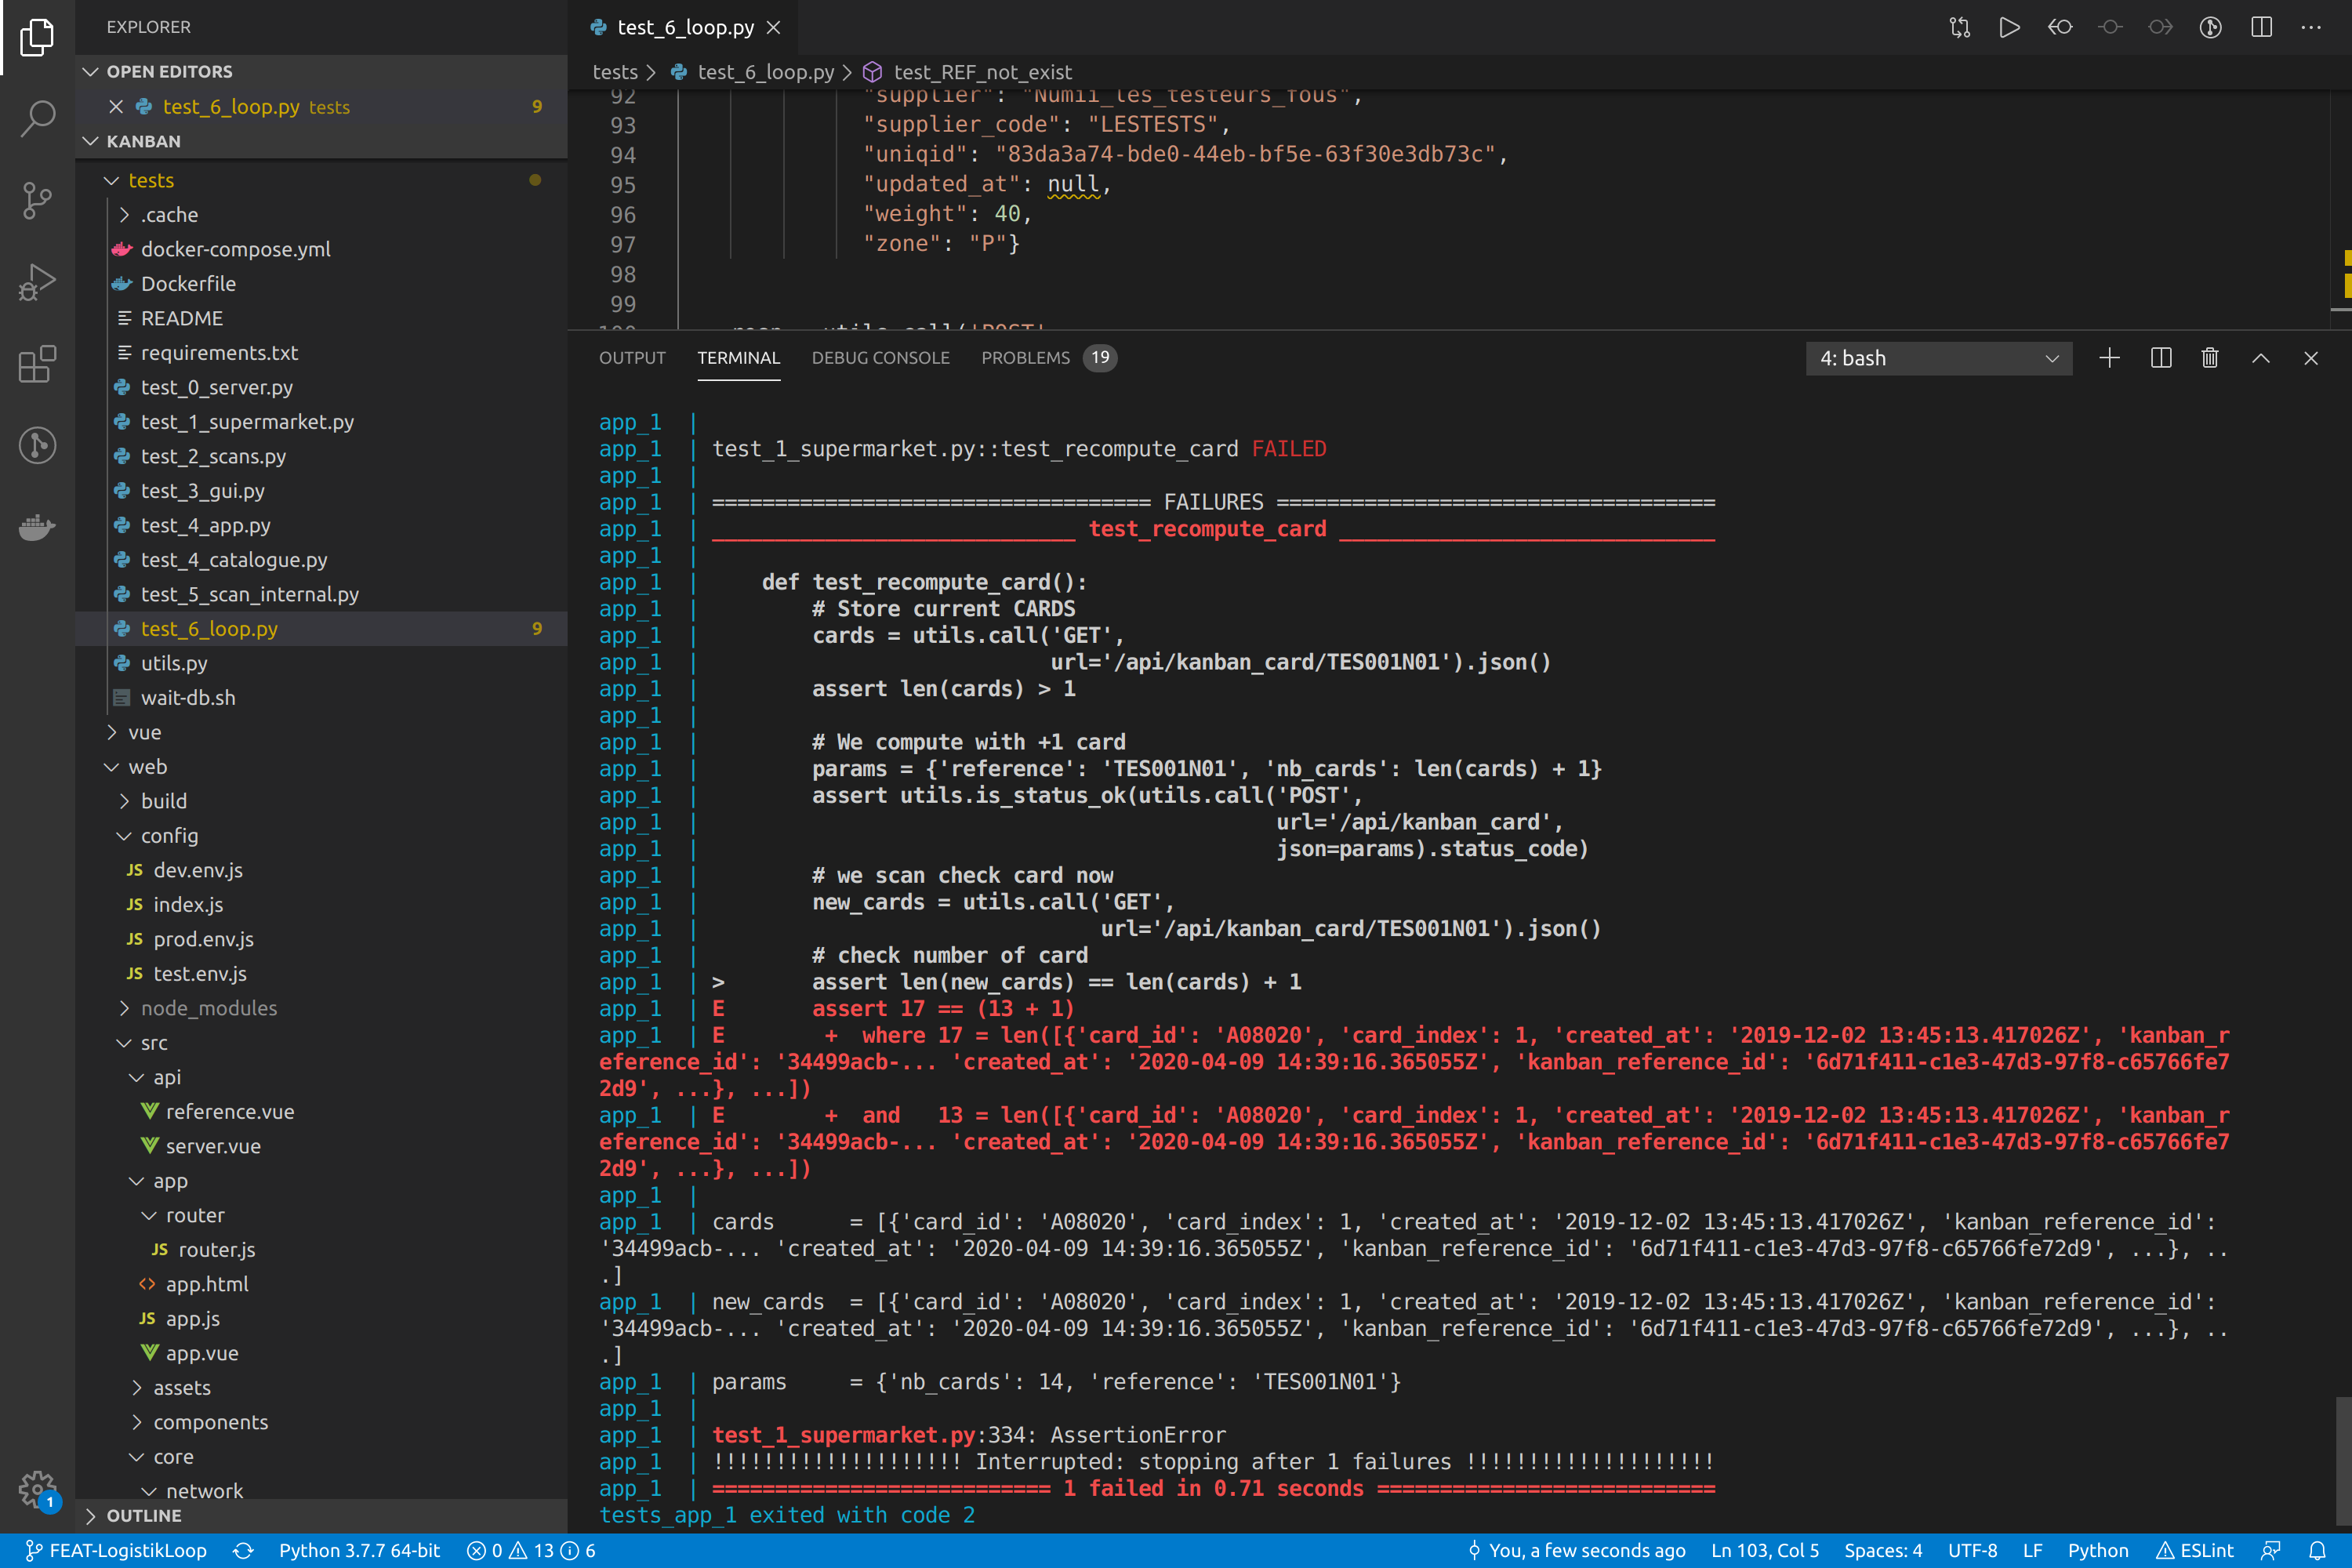 EXPLORER
OPEN EDITORS
test_6_loop.py tests 9
KANBAN
tests
.cache
docker-compose.yml
Dockerfile
README
requirements.txt
test_0_server.py
test_1_supermarket.py
test_2_scans.py
test_3_gui.py
test_4_app.py
test_4_catalogue.py
test_5_scan_internal.py
test_6_loop.py 9
utils.py
wait-db.sh
vue
web
build
config
JS dev.env.js
JS index.js
JS prod.env.js
JS test.env.js
node_modules
src
api
reference.vue
server.vue
app
router
JS router.js
<> app.html
JS app.js
app.vue
assets
components
core
network
OUTLINE
1
test_6_loop.py
tests > test_6_loop.py > test_REF_not_exist
92 "supplier": "Numii_les_testeurs_fous",
93 "supplier_code": "LESTESTS",
94 "uniqid": "83da3a74-bde0-44eb-bf5e-63f30e3db73c",
95 "updated_at": null,
96 "weight": 40,
97 "zone": "P"}
98
99
OUTPUT TERMINAL DEBUG CONSOLE PROBLEMS 19 4: bash
app_1 |
app_1 | test_1_supermarket.py::test_recompute_card FAILED
app_1 |
app_1 | =================================== FAILURES ===================================
app_1 | _____________________________ test_recompute_card ______________________________
app_1 |
app_1 | def test_recompute_card():
app_1 | # Store current CARDS
app_1 | cards = utils.call('GET',
app_1 | url='/api/kanban_card/TES001N01').json()
app_1 | assert len(cards) > 1
app_1 |
app_1 | # We compute with +1 card
app_1 | params = {'reference': 'TES001N01', 'nb_cards': len(cards) + 1}
app_1 | assert utils.is_status_ok(utils.call('POST',
app_1 | url='/api/kanban_card',
app_1 | json=params).status_code)
app_1 | # we scan check card now
app_1 | new_cards = utils.call('GET',
app_1 | url='/api/kanban_card/TES001N01').json()
app_1 | # check number of card
app_1 | > assert len(new_cards) == len(cards) + 1
app_1 | E assert 17 == (13 + 1)
app_1 | E + where 17 = len([{'card_id': 'A08020', 'card_index': 1, 'created_at': '2019-12-02 13:45:13.417026Z', 'kanban_r
eference_id': '34499acb-... 'created_at': '2020-04-09 14:39:16.365055Z', 'kanban_reference_id': '6d71f411-c1e3-47d3-97f8-c65766fe7
2d9', ...}, ...])
app_1 | E + and 13 = len([{'card_id': 'A08020', 'card_index': 1, 'created_at': '2019-12-02 13:45:13.417026Z', 'kanban_r
eference_id': '34499acb-... 'created_at': '2020-04-09 14:39:16.365055Z', 'kanban_reference_id': '6d71f411-c1e3-47d3-97f8-c65766fe7
2d9', ...}, ...])
app_1 |
app_1 | cards = [{'card_id': 'A08020', 'card_index': 1, 'created_at': '2019-12-02 13:45:13.417026Z', 'kanban_reference_id':
'34499acb-... 'created_at': '2020-04-09 14:39:16.365055Z', 'kanban_reference_id': '6d71f411-c1e3-47d3-97f8-c65766fe72d9', ...}, ..
.]
app_1 | new_cards = [{'card_id': 'A08020', 'card_index': 1, 'created_at': '2019-12-02 13:45:13.417026Z', 'kanban_reference_id':
'34499acb-... 'created_at': '2020-04-09 14:39:16.365055Z', 'kanban_reference_id': '6d71f411-c1e3-47d3-97f8-c65766fe72d9', ...}, ..
.]
app_1 | params = {'nb_cards': 14, 'reference': 'TES001N01'}
app_1 |
app_1 | test_1_supermarket.py:334: AssertionError
app_1 | !!!!!!!!!!!!!!!!!!!! Interrupted: stopping after 1 failures !!!!!!!!!!!!!!!!!!!!
app_1 | =========================== 1 failed in 0.71 seconds ===========================
tests_app_1 exited with code 2
FEAT-LogistikLoop Python 3.7.7 64-bit 0 13 6 You, a few seconds ago Ln 103, Col 5 Spaces: 4 UTF-8 LF Python ESLint